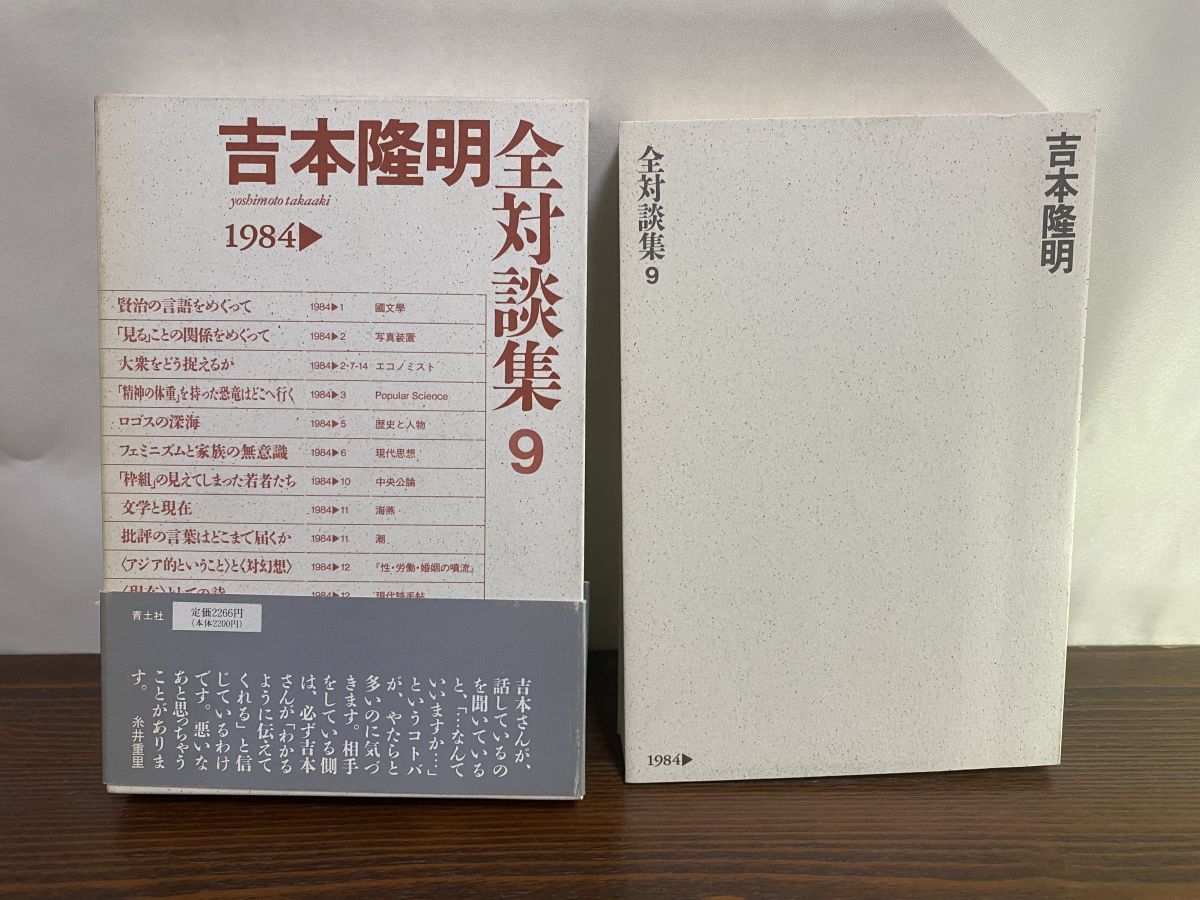 吉本隆明
yoshimoto takaaki
1984▶
全対談集 9
賢治の言語をめぐって 1984▶1 國文學
「見る」ことの関係をめぐって 1984▶2 写真装置
大衆をどう捉えるか 1984▶2・7-14 エコノミスト
「精神の体重」を持った恐竜はどこへ行く 1984▶3 Popular Science
ロゴスの深海 1984▶5 歴史と人物
フェミニズムと家族の無意識 1984▶6 現代思想
「枠組」の見えてしまった若者たち 1984▶10 中央公論
文学と現在 1984▶11 海燕
批評の言葉はどこまで届くか 1984▶11 潮
〈アジア的ということ〉と〈対幻想〉 1984▶12 『性・労働・婚姻の噴流』
〈現在〉としての詩 1984▶12 現代詩手帖
青土社
定価2266円
(本体2200円)
吉本さんが、
話しているの
を聞いている
と、「…なんて
いいますか…」
というコトバ
が、やたらと
多いのに気づ
きます。相手
をしている側
は、必ず吉本
さんが「わかる
ように伝えて
くれる」と信
じているわけ
です。悪いな
あと思っちゃう
ことがありま
す。
糸井重里
吉本隆明
全対談集 9
1984▶